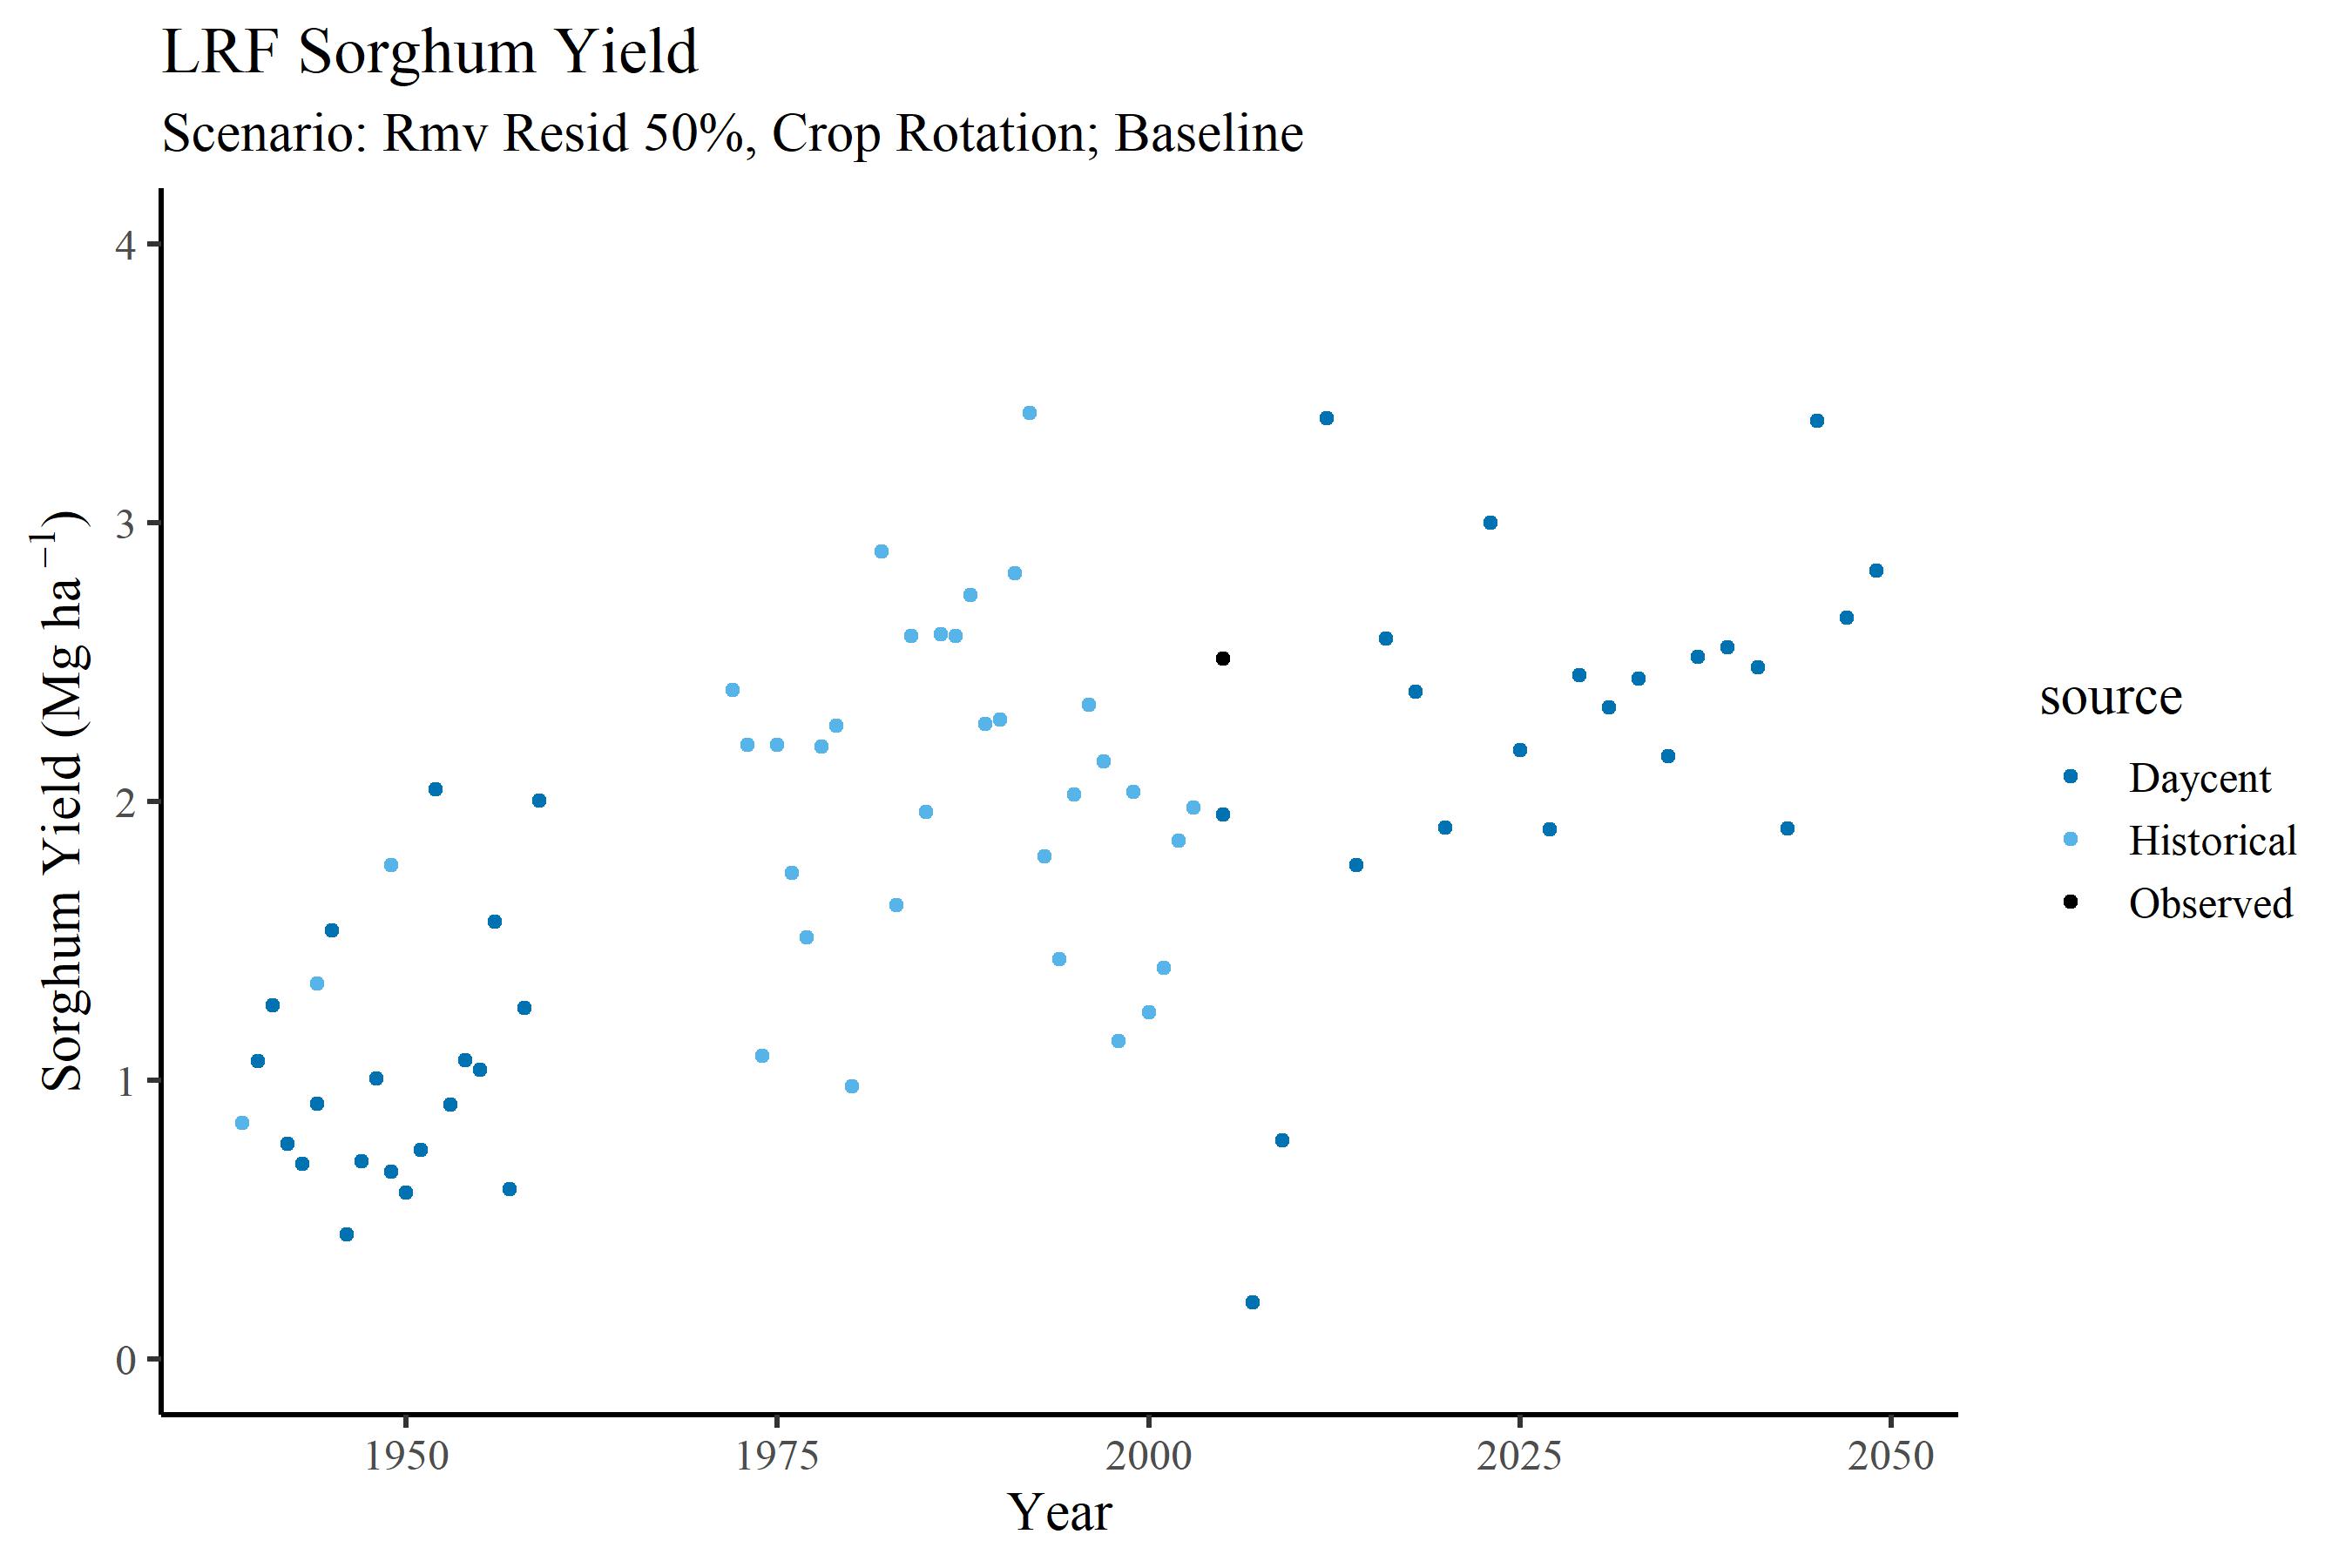 LRF Sorghum Yield
Scenario: Rmv Resid 50%, Crop Rotation; Baseline
Sorghum Yield (Mg ha −1)
4
3
2
1
0
1950 1975 2000 2025 2050
Year
source
Daycent
Historical
Observed